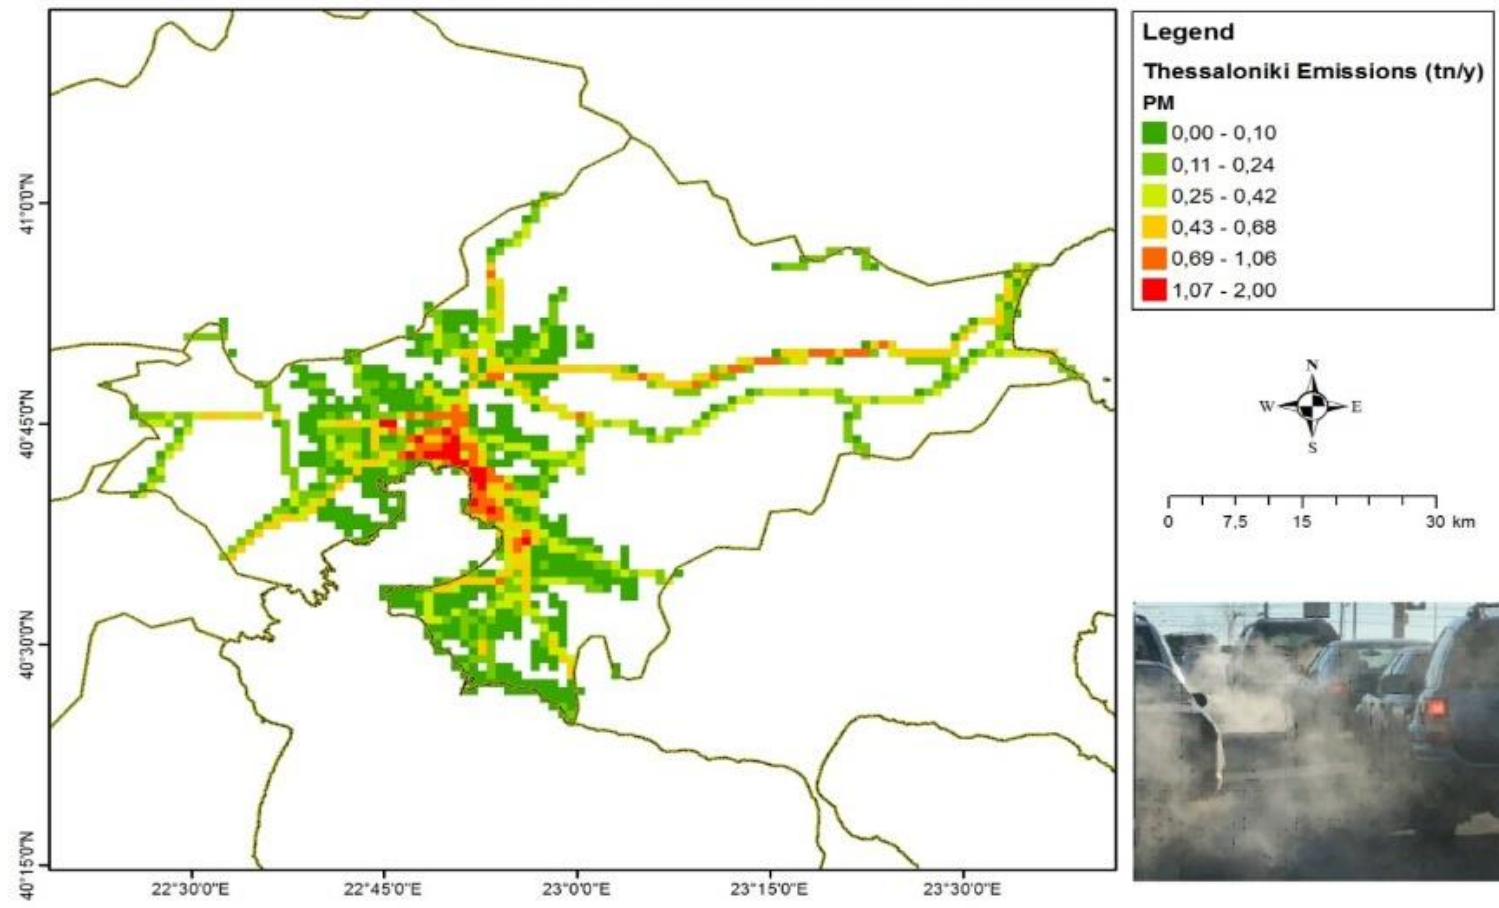 Legend
Thessaloniki Emissions (tn/y)
PM
0,00 - 0,10
0,11 - 0,24
0,25 - 0,42
0,43 - 0,68
0,69 - 1,06
1,07 - 2,00
N
W E
S
0 7,5 15 30 km
41°0'0"N
40°45'0"N
40°30'0"N
40°15'0"N
22°30'0"E 22°45'0"E 23°0'0"E 23°15'0"E 23°30'0"E